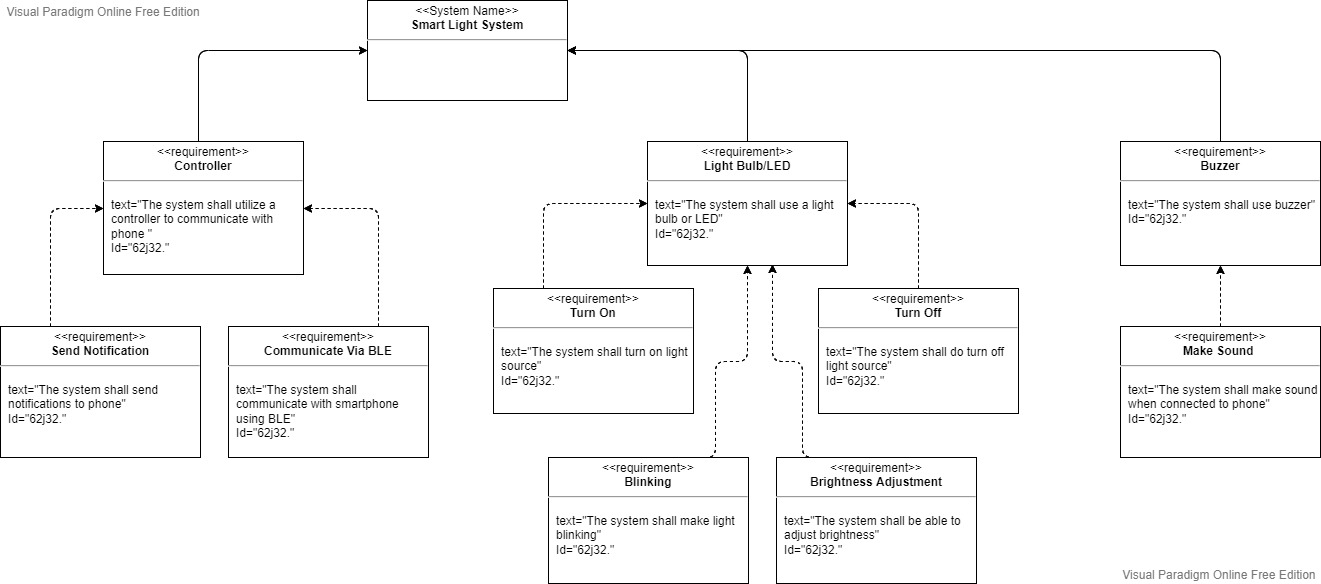 Visual Paradigm Online Free Edition
<<System Name>>
Smart Light System
<<requirement>>
Controller
text="The system shall utilize a
controller to communicate with
phone "
Id="62j32."
<<requirement>>
Light Bulb/LED
text="The system shall use a light
bulb or LED"
Id="62j32."
<<requirement>>
Buzzer
text="The system shall use buzzer"
Id="62j32."
<<requirement>>
Send Notification
text="The system shall send
notifications to phone"
Id="62j32."
<<requirement>>
Communicate Via BLE
text="The system shall
communicate with smartphone
using BLE"
Id="62j32."
<<requirement>>
Turn On
text="The system shall turn on light
source"
Id="62j32."
<<requirement>>
Turn Off
text="The system shall do turn off
light source"
Id="62j32."
<<requirement>>
Make Sound
text="The system shall make sound
when connected to phone"
Id="62j32."
<<requirement>>
Blinking
text="The system shall make light
blinking"
Id="62j32."
<<requirement>>
Brightness Adjustment
text="The system shall be able to
adjust brightness"
Id="62j32."
Visual Paradigm Online Free Edition